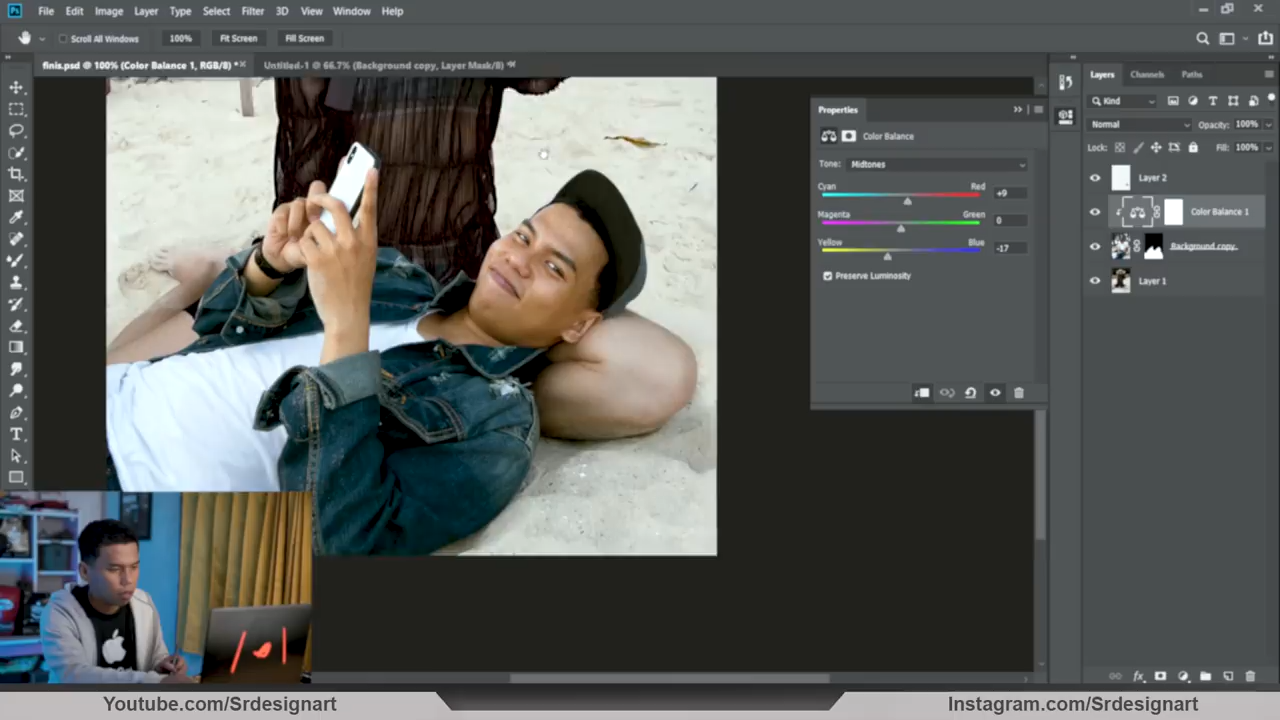 Ps File Edit Image Layer Type Select Filter 3D View Window Help
Scroll All Windows 100% Fit Screen Fill Screen
finis.psd @ 100% (Color Balance 1, RGB/8) * Untitled-1 @ 66.7% (Background copy, Layer Mask/8)
Properties
Color Balance
Tone: Midtones
Cyan Red +9
Magenta Green 0
Yellow Blue -17
Preserve Luminosity
Layers Channels Paths
Kind
Normal Opacity: 100%
Lock: Fill: 100%
Layer 2
Color Balance 1
Background copy
Layer 1
Youtube.com/Srdesignart
Instagram.com/Srdesignart